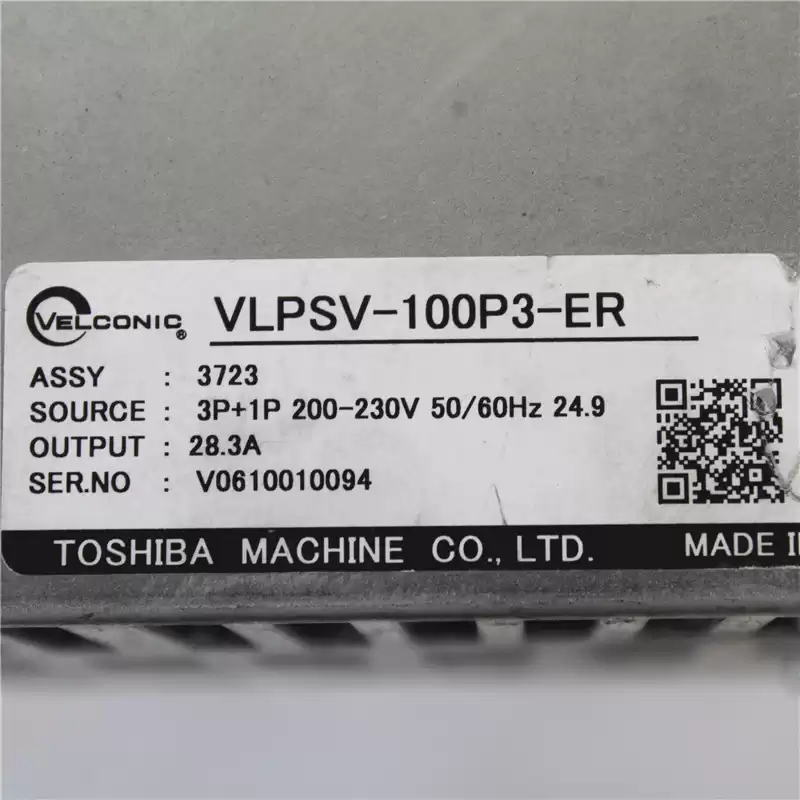 VELCONIC® VLPSV-100P3-ER
ASSY : 3723
SOURCE : 3P+1P 200-230V 50/60Hz 24.9
OUTPUT : 28.3A
SER.NO : V0610010094
TOSHIBA MACHINE CO., LTD. MADE